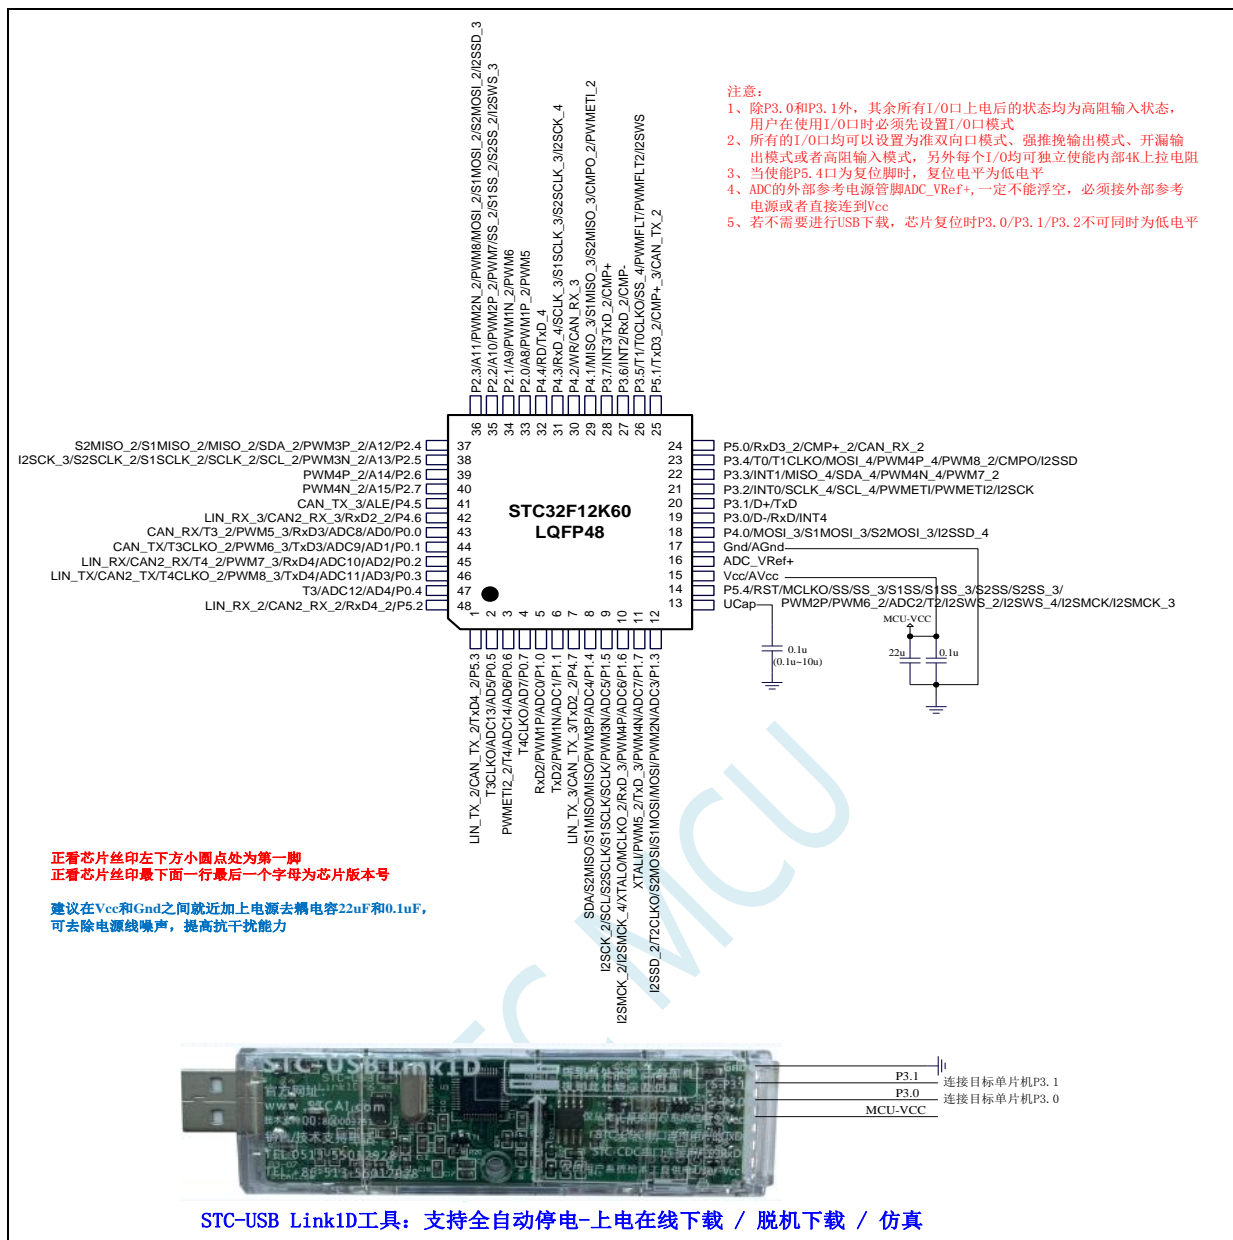 P2.3/A11/PWM2N_2/PWM8/MOSI_2/S1MOSI_2/S2MOSI_2/I2SSD_3
P2.2/A10/PWM2P_2/PWM7/SS_2/S1SS_2/S2SS_2/I2SWS_3
P2.1/A9/PWM1N_2/PWM6
P2.0/A8/PWM1P_2/PWM5
P4.4/RD/TxD_4
P4.3/RxD_4/SCLK_3/S1SCLK_3/S2SCLK_3/I2SCK_4
P4.2/WR/CAN_RX_3
P4.1/MISO_3/S1MISO_3/S2MISO_3/CMPO_2/PWMETI_2
P3.7/INT3/TxD_2/CMP+
P3.6/INT2/RxD_2/CMP-
P3.5/T1/T0CLKO/SS_4/PWMFLT/PWMFLT2/I2SWS
P5.1/TxD3_2/CMP+_3/CAN_TX_2
注意：
1、除P3.0和P3.1外，其余所有I/O口上电后的状态均为高阻输入状态，
用户在使用I/O口时必须先设置I/O口模式
2、所有的I/O口均可以设置为准双向口模式、强推挽输出模式、开漏输
出模式或者高阻输入模式，另外每个I/O均可独立使能内部4K上拉电阻
3、当使能P5.4口为复位脚时，复位电平为低电平
4、ADC的外部参考电源管脚ADC_VRef+,一定不能浮空，必须接外部参考
电源或者直接连到Vcc
5、若不需要进行USB下载，芯片复位时P3.0/P3.1/P3.2不可同时为低电平
36 35 34 33 32 31 30 29 28 27 26 25
S2MISO_2/S1MISO_2/MISO_2/SDA_2/PWM3P_2/A12/P2.4 37
I2SCK_3/S2SCLK_2/S1SCLK_2/SCLK_2/SCL_2/PWM3N_2/A13/P2.5 38
PWM4P_2/A14/P2.6 39
PWM4N_2/A15/P2.7 40
CAN_TX_3/ALE/P4.5 41
LIN_RX_3/CAN2_RX_3/RxD2_2/P4.6 42
CAN_RX/T3_2/PWM5_3/RxD3/ADC8/AD0/P0.0 43
CAN_TX/T3CLKO_2/PWM6_3/TxD3/ADC9/AD1/P0.1 44
LIN_RX/CAN2_RX/T4_2/PWM7_3/RxD4/ADC10/AD2/P0.2 45
LIN_TX/CAN2_TX/T4CLKO_2/PWM8_3/TxD4/ADC11/AD3/P0.3 46
T3/ADC12/AD4/P0.4 47
LIN_RX_2/CAN2_RX_2/RxD4_2/P5.2 48
STC32F12K60
LQFP48
24 P5.0/RxD3_2/CMP+_2/CAN_RX_2
23 P3.4/T0/T1CLKO/MOSI_4/PWM4P_4/PWM8_2/CMPO/I2SSD
22 P3.3/INT1/MISO_4/SDA_4/PWM4N_4/PWM7_2
21 P3.2/INT0/SCLK_4/SCL_4/PWMETI/PWMETI2/I2SCK
20 P3.1/D+/TxD
19 P3.0/D-/RxD/INT4
18 P4.0/MOSI_3/S1MOSI_3/S2MOSI_3/I2SSD_4
17 Gnd/AGnd
16 ADC_VRef+
15 Vcc/AVcc
14 P5.4/RST/MCLKO/SS/SS_3/S1SS/S1SS_3/S2SS/S2SS_3/
PWM2P/PWM6_2/ADC2/T2/I2SWS_2/I2SWS_4/I2SMCK/I2SMCK_3
13 UCap
MCU-VCC
0.1u
(0.1u~10u)
22u
0.1u
1 2 3 4 5 6 7 8 9 10 11 12
LIN_TX_2/CAN_TX_2/TxD4_2/P5.3
T3CLKO/ADC13/AD5/P0.5
PWMETI2_2/T4/ADC14/AD6/P0.6
T4CLKO/AD7/P0.7
RxD2/PWM1P/ADC0/P1.0
TxD2/PWM1N/ADC1/P1.1
LIN_TX_3/CAN_TX_3/TxD2_2/P4.7
SDA/S2MISO/S1MISO/MISO/PWM3P/ADC4/P1.4
I2SCK_2/SCL/S2SCLK/S1SCLK/SCLK/PWM3N/ADC5/P1.5
I2SMCK_2/I2SMCK_4/XTALO/MCLKO_2/RxD_3/PWM4P/ADC6/P1.6
XTALI/PWM5_2/TxD_3/PWM4N/ADC7/P1.7
I2SSD_2/T2CLKO/S2MOSI/S1MOSI/MOSI/PWM2N/ADC3/P1.3
正看芯片丝印左下方小圆点处为第一脚
正看芯片丝印最下面一行最后一个字母为芯片版本号
建议在Vcc和Gnd之间就近加上电源去耦电容22uF和0.1uF，
可去除电源线噪声，提高抗干扰能力
STC MCU
STC-USB Link1D
官方网址:
www.STCAI.com
Gnd
P3.1 连接目标单片机P3.1
P3.0 连接目标单片机P3.0
MCU-VCC
STC-USB Link1D工具：支持全自动停电-上电在线下载 / 脱机下载 / 仿真